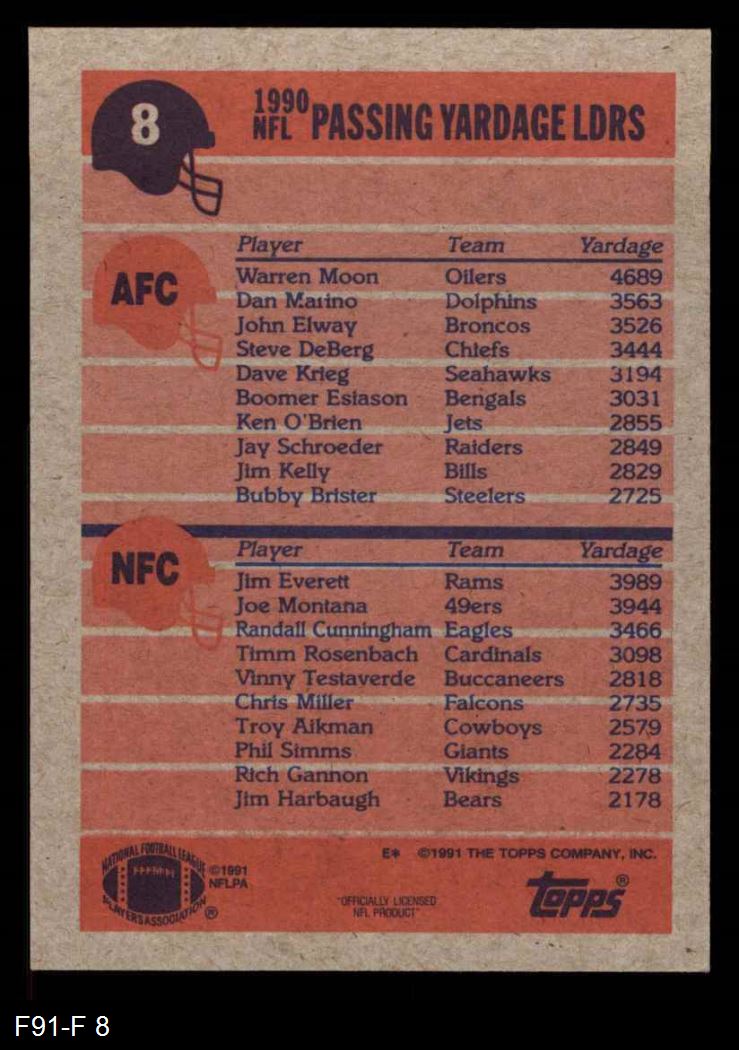 8
1990 NFL PASSING YARDAGE LDRS
AFC
Player Team Yardage
Warren Moon Oilers 4689
Dan Marino Dolphins 3563
John Elway Broncos 3526
Steve DeBerg Chiefs 3444
Dave Krieg Seahawks 3194
Boomer Esiason Bengals 3031
Ken O'Brien Jets 2855
Jay Schroeder Raiders 2849
Jim Kelly Bills 2829
Bubby Brister Steelers 2725
NFC
Player Team Yardage
Jim Everett Rams 3989
Joe Montana 49ers 3944
Randall Cunningham Eagles 3466
Timm Rosenbach Cardinals 3098
Vinny Testaverde Buccaneers 2818
Chris Miller Falcons 2735
Troy Aikman Cowboys 2579
Phil Simms Giants 2284
Rich Gannon Vikings 2278
Jim Harbaugh Bears 2178
E* ©1991 THE TOPPS COMPANY, INC.
NATIONAL FOOTBALL LEAGUE
PLAYERS ASSOCIATION ®
©1991
NFLPA
"OFFICIALLY LICENSED
NFL PRODUCT"
Topps®
F91-F 8